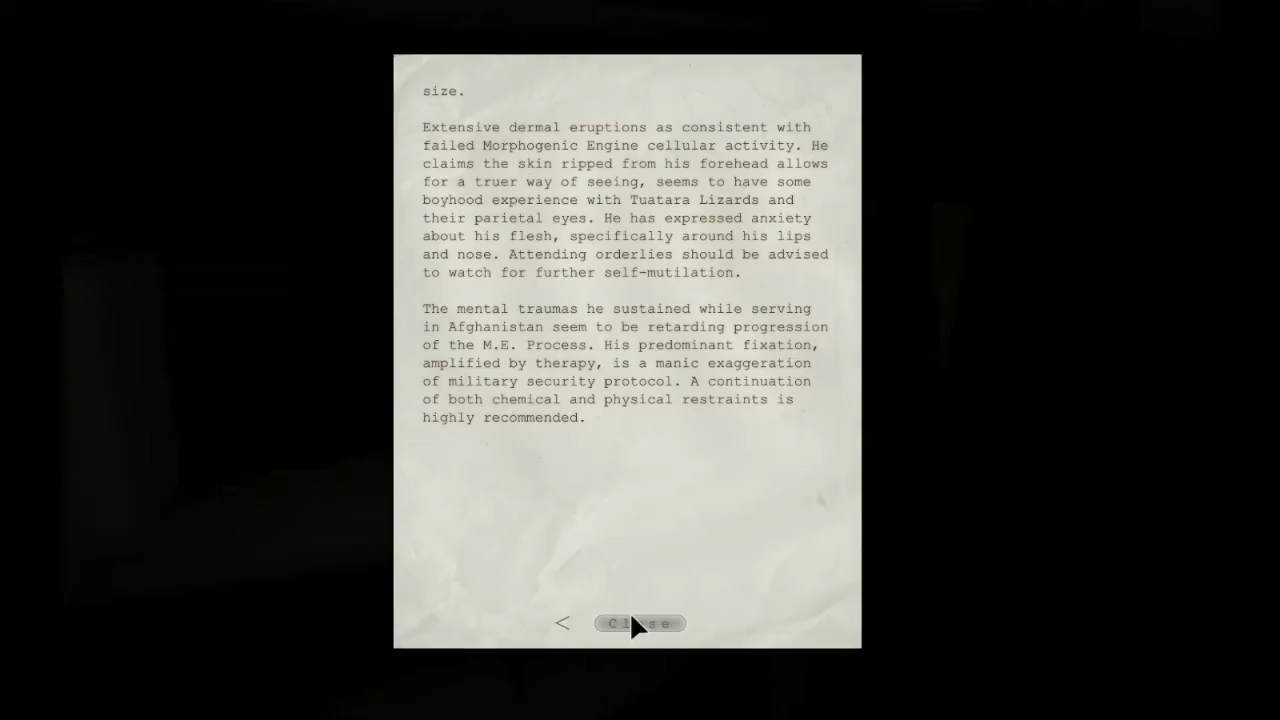 size.
Extensive dermal eruptions as consistent with
failed Morphogenic Engine cellular activity. He
claims the skin ripped from his forehead allows
for a truer way of seeing, seems to have some
boyhood experience with Tuatara Lizards and
their parietal eyes. He has expressed anxiety
about his flesh, specifically around his lips
and nose. Attending orderlies should be advised
to watch for further self-mutilation.
The mental traumas he sustained while serving
in Afghanistan seem to be retarding progression
of the M.E. Process. His predominant fixation,
amplified by therapy, is a manic exaggeration
of military security protocol. A continuation
of both chemical and physical restraints is
highly recommended.
< Close